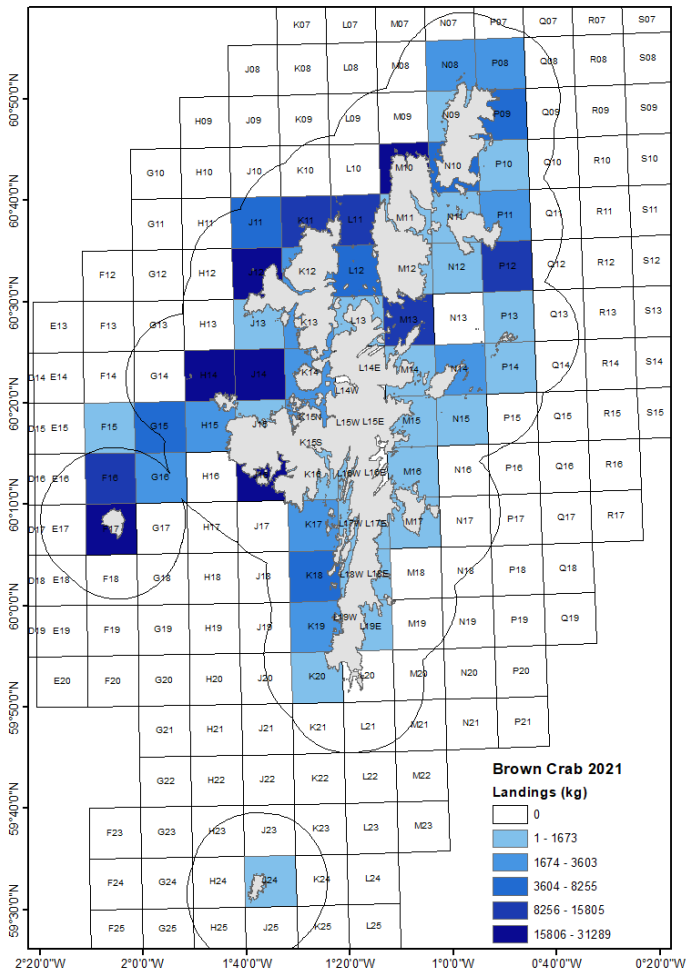 K07 L07 M07 N07 P07 Q07 R07 S07
J08 K08 L08 M08 N08 P08 Q08 R08 S08
60°50'0"N
H09 J09 K09 L09 M09 N09 P09 Q09 R09 S09
G10 H10 J10 K10 L10 M10 N10 P10 Q10 R10 S10
60°40'0"N
G11 H11 J11 K11 L11 M11 N11 P11 Q11 R11 S11
F12 G12 H12 J12 K12 L12 M12 N12 P12 Q12 R12 S12
60°30'0"N
E13 F13 G13 H13 J13 K13 L13 M13 N13 P13 Q13 R13 S13
D14 E14 F14 G14 H14 J14 K14 L14E M14 N14 P14 Q14 R14 S14
L14W
60°20'0"N
D15 E15 F15 G15 H15 J15 K15N L15W L15E M15 N15 P15 Q15 R15 S15
K15S
D16 E16 F16 G16 H16 J16 K16 L16W L16E M16 N16 P16 Q16 R16
60°10'0"N
D17 E17 F17 G17 H17 J17 K17 L17W L17E M17 N17 P17 Q17 R17
D18 E18 F18 G18 H18 J18 K18 L18W L18E M18 N18 P18 Q18
60°0'0"N
D19 E19 F19 G19 H19 J19 K19 L19W L19E M19 N19 P19 Q19
E20 F20 G20 H20 J20 K20 L20 M20 N20 P20
59°50'0"N
G21 H21 J21 K21 L21 M21 N21 P21
G22 H22 J22 K22 L22 M22
59°40'0"N
F23 G23 H23 J23 K23 L23 M23
F24 G24 H24 J24 K24 L24
59°30'0"N
F25 G25 H25 J25 K25 L25
Brown Crab 2021
Landings (kg)
0
1 - 1673
1674 - 3603
3604 - 8255
8256 - 15805
15806 - 31289
2°20'0"W 2°0'0"W 1°40'0"W 1°20'0"W 1°0'0"W 0°40'0"W 0°20'0"W